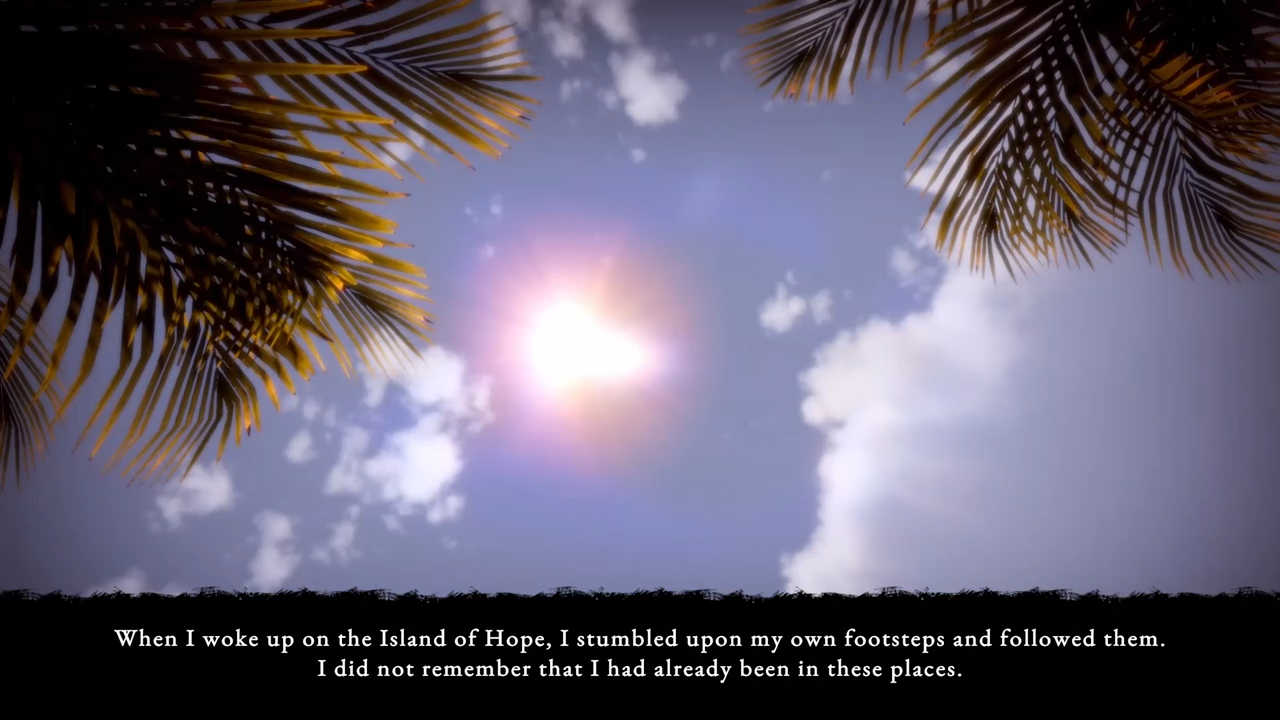 When I woke up on the Island of Hope, I stumbled upon my own footsteps and followed them.
I did not remember that I had already been in these places.